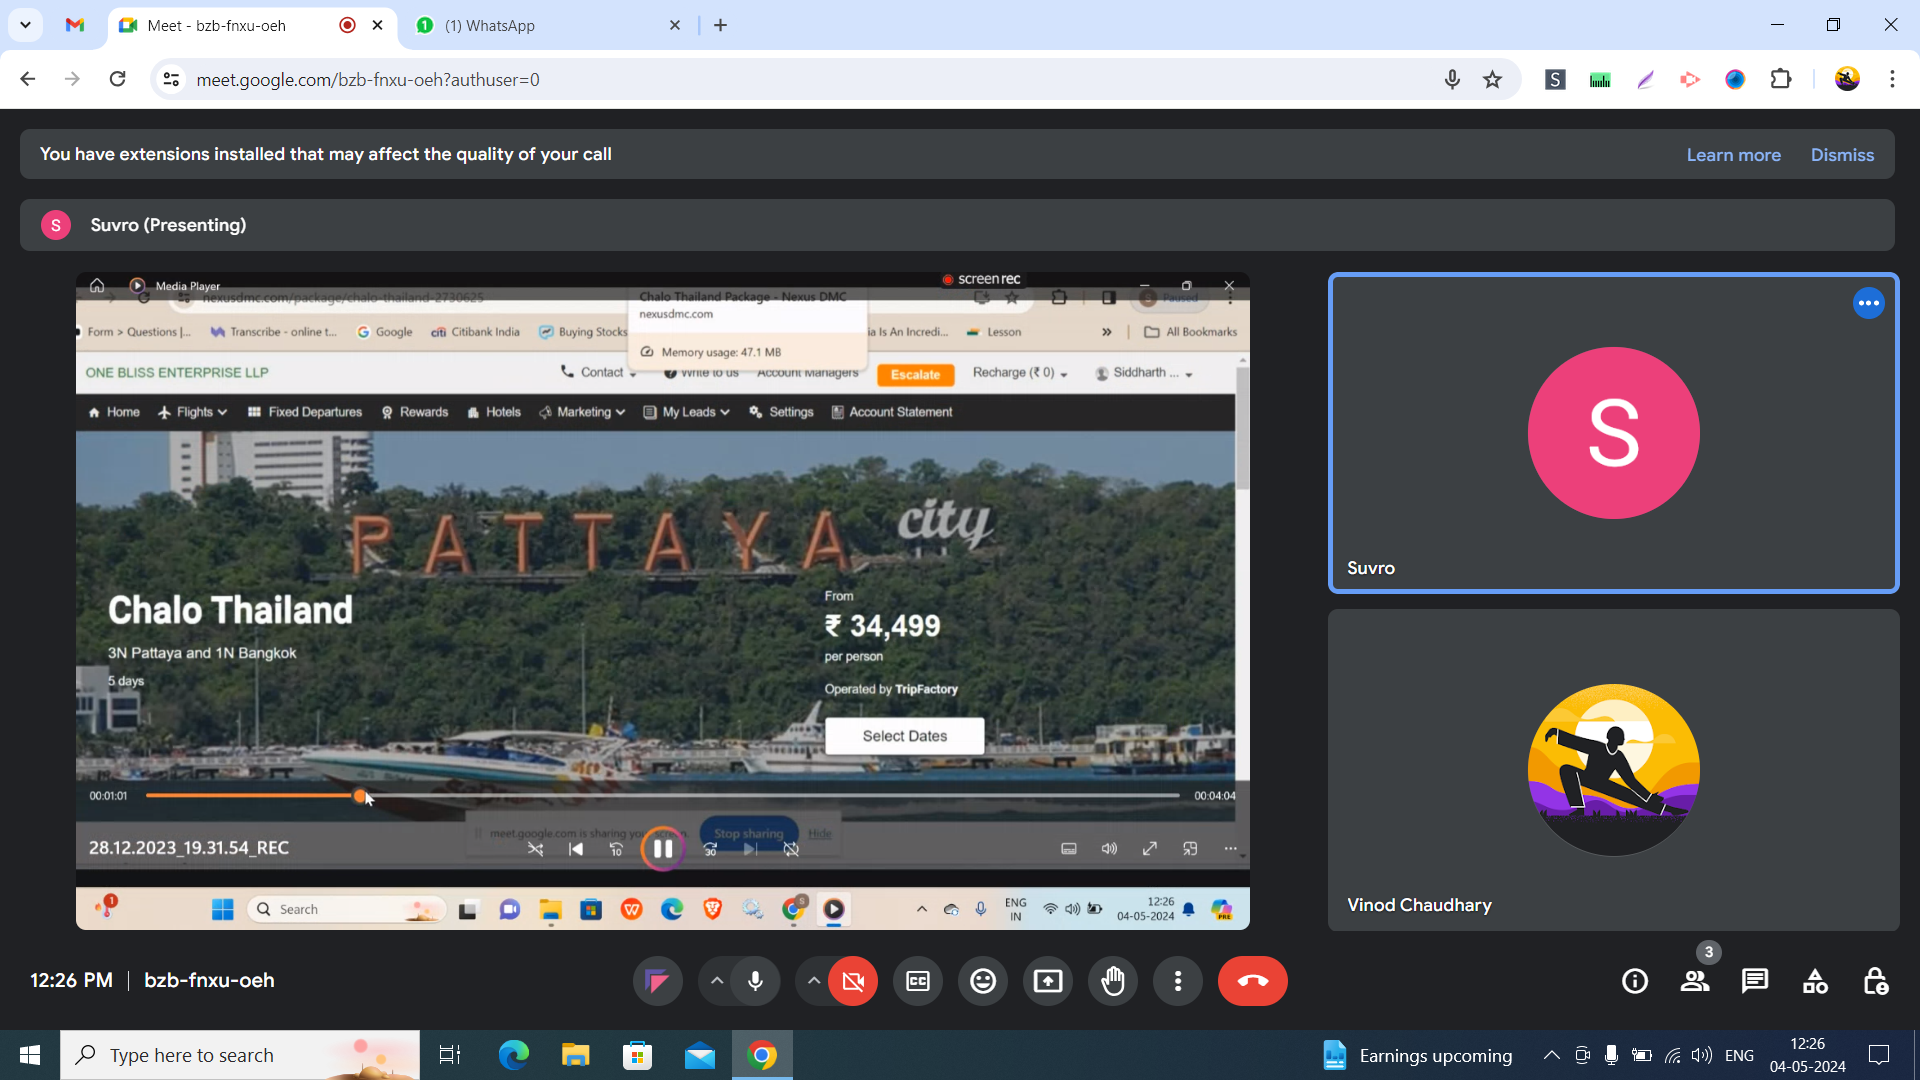 Meet - bzb-fnxu-oeh
1
(1) WhatsApp
meet.google.com/bzb-fnxu-oeh?authuser=0
S
You have extensions installed that may affect the quality of your call
Learn more
Dismiss
S
Suvro (Presenting)
Media Player
screenrec
nexusdmc.com/package/chalo-thailand-2730625
Chalo Thailand Package - Nexus DMC
nexusdmc.com
Memory usage: 47.1 MB
Paused
Form > Questions |...
Transcribe - online t...
Google
citi Citibank India
Buying Stocks
ia Is An Incredi...
Lesson
»
All Bookmarks
ONE BLISS ENTERPRISE LLP
Contact
Write to us
Account Managers
Escalate
Recharge (₹ 0)
Siddharth ...
Home
Flights
Fixed Departures
Rewards
Hotels
Marketing
My Leads
Settings
Account Statement
PATTAYA city
Chalo Thailand
3N Pattaya and 1N Bangkok
5 days
From
₹ 34,499
per person
Operated by TripFactory
Select Dates
00:01:01
00:04:04
meet.google.com is sharing your screen.
Stop sharing
Hide
28.12.2023_19.31.54_REC
10
30
1
Search
S
ENG
IN
12:26
04-05-2024
PRE
S
Suvro
Vinod Chaudhary
12:26 PM
bzb-fnxu-oeh
CC
3
Type here to search
Earnings upcoming
ENG
12:26
04-05-2024